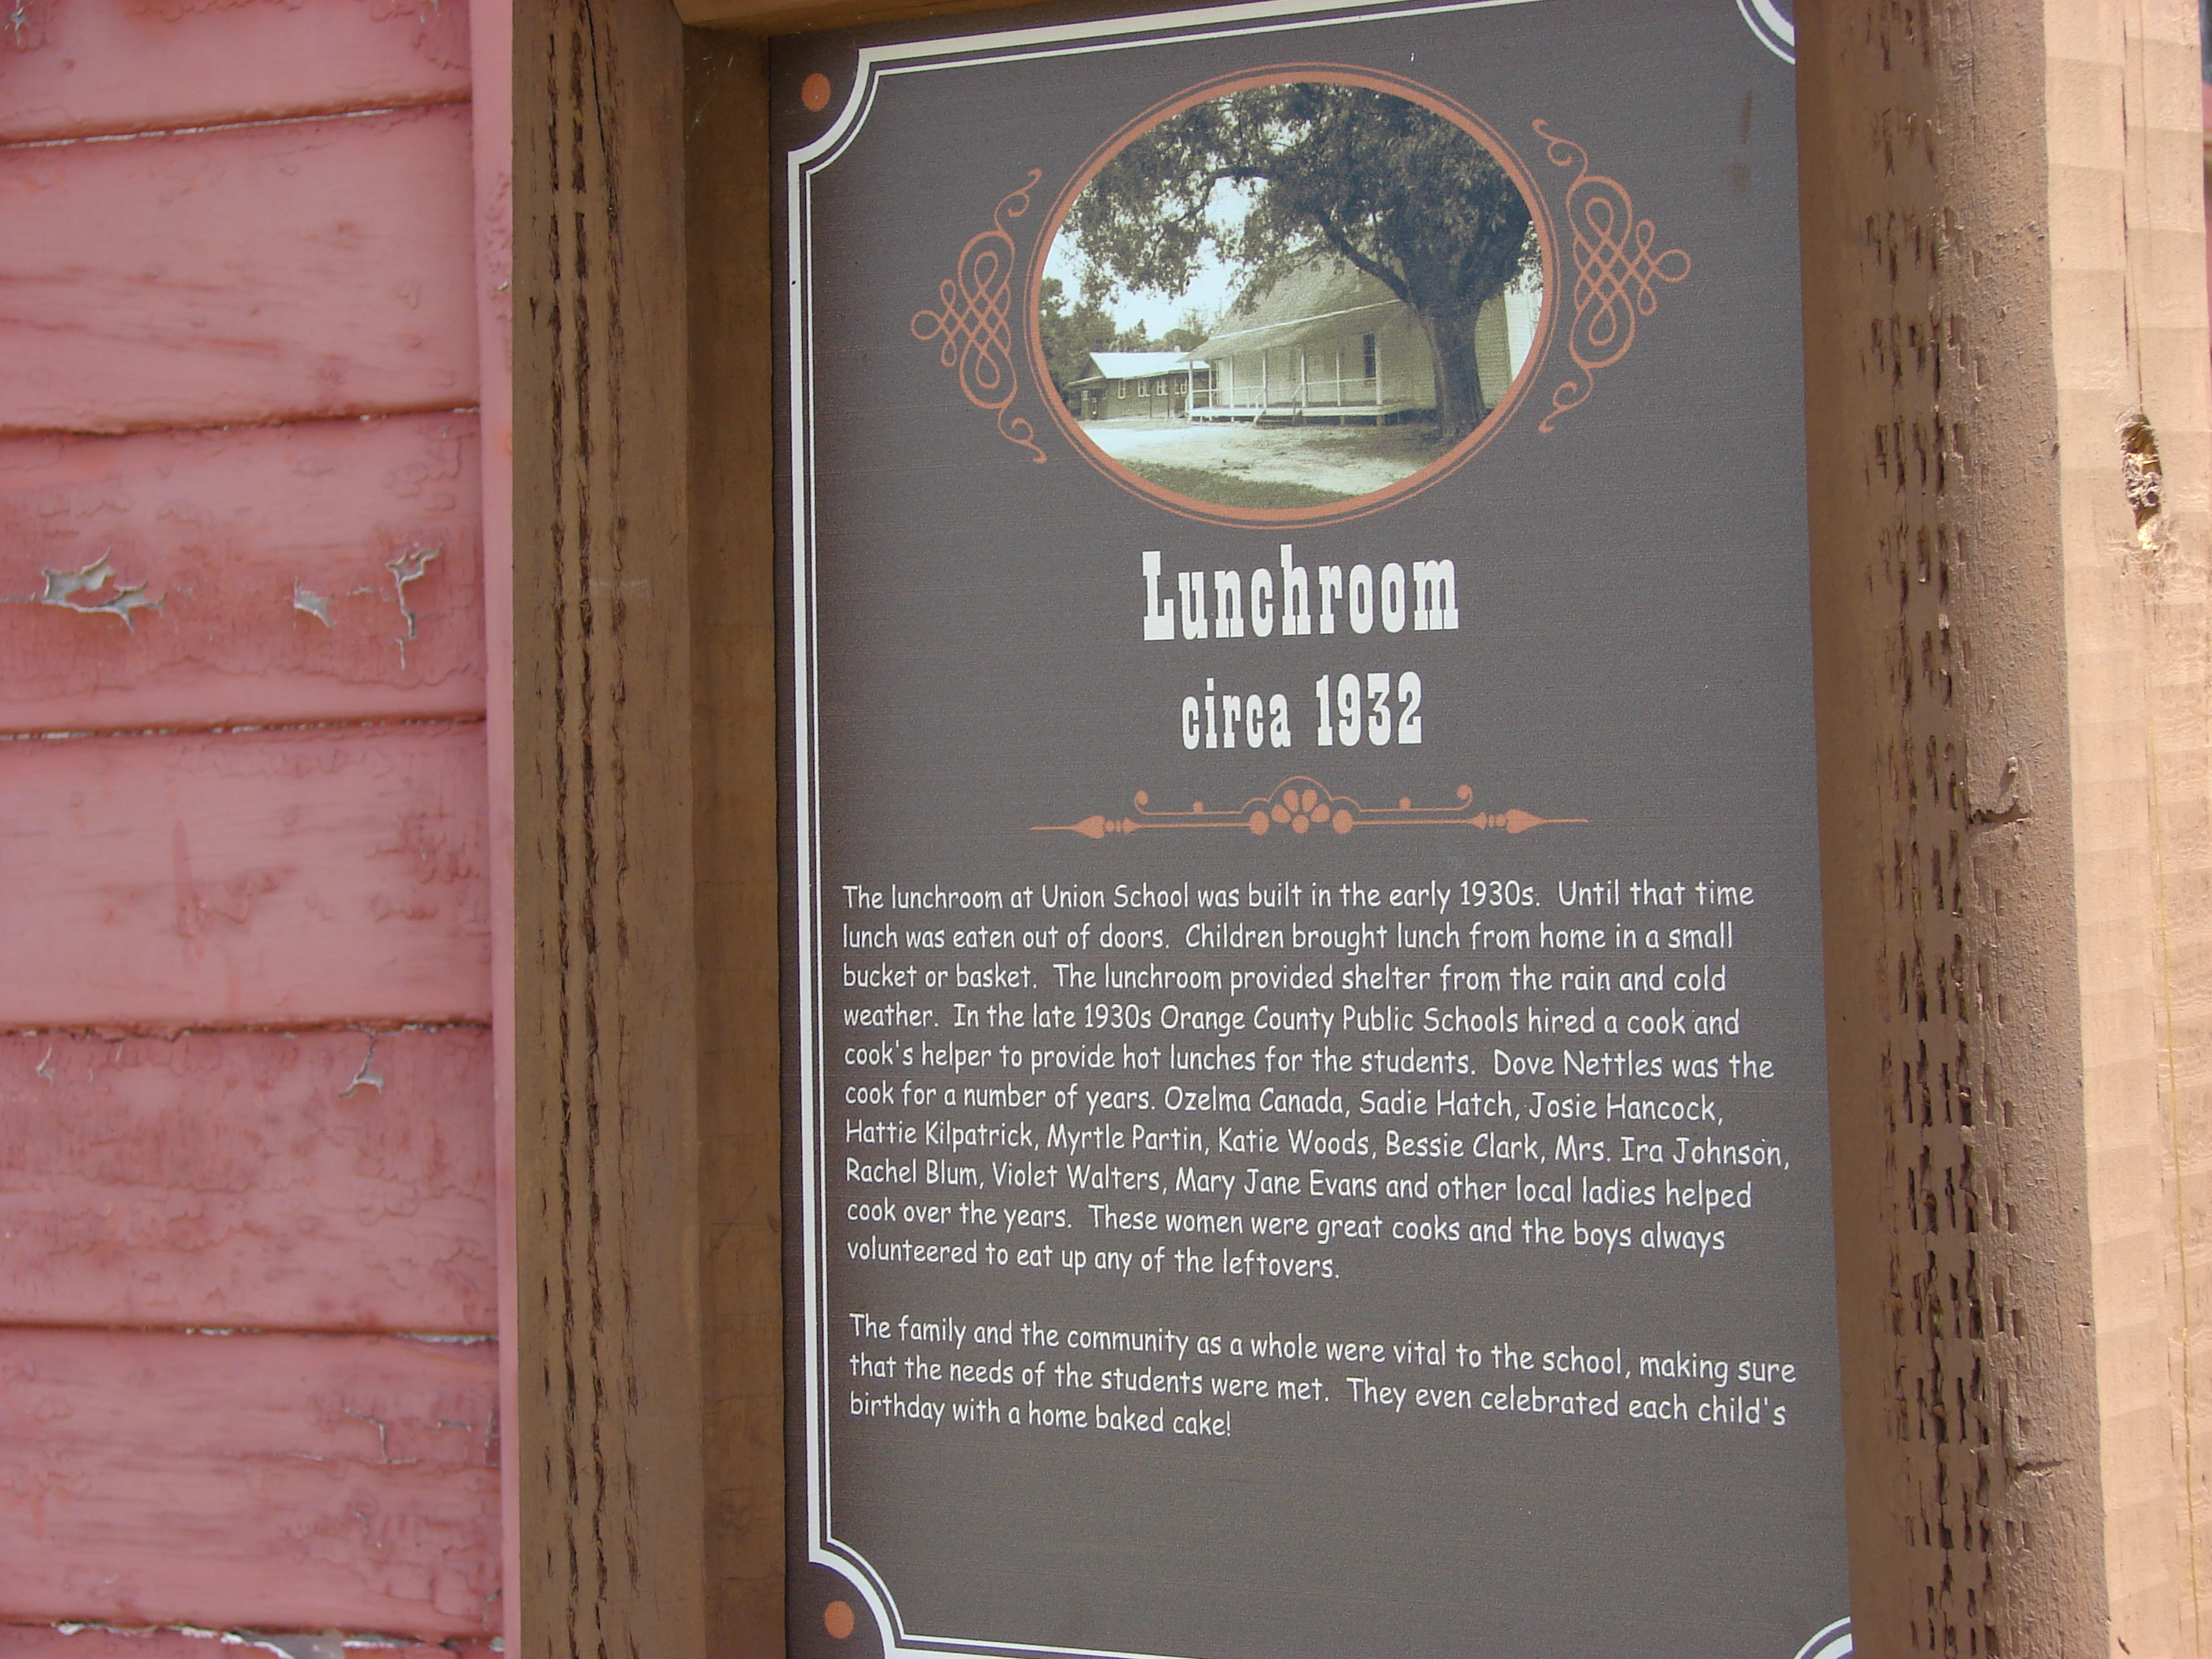 Lunchroom
circa 1932
The lunchroom at Union School was built in the early 1930s. Until that time
lunch was eaten out of doors. Children brought lunch from home in a small
bucket or basket. The lunchroom provided shelter from the rain and cold
weather. In the late 1930s Orange County Public Schools hired a cook and
cook's helper to provide hot lunches for the students. Dove Nettles was the
cook for a number of years. Ozelma Canada, Sadie Hatch, Josie Hancock,
Hattie Kilpatrick, Myrtle Partin, Katie Woods, Bessie Clark, Mrs. Ira Johnson,
Rachel Blum, Violet Walters, Mary Jane Evans and other local ladies helped
cook over the years. These women were great cooks and the boys always
volunteered to eat up any of the leftovers.
The family and the community as a whole were vital to the school, making sure
that the needs of the students were met. They even celebrated each child's
birthday with a home baked cake!